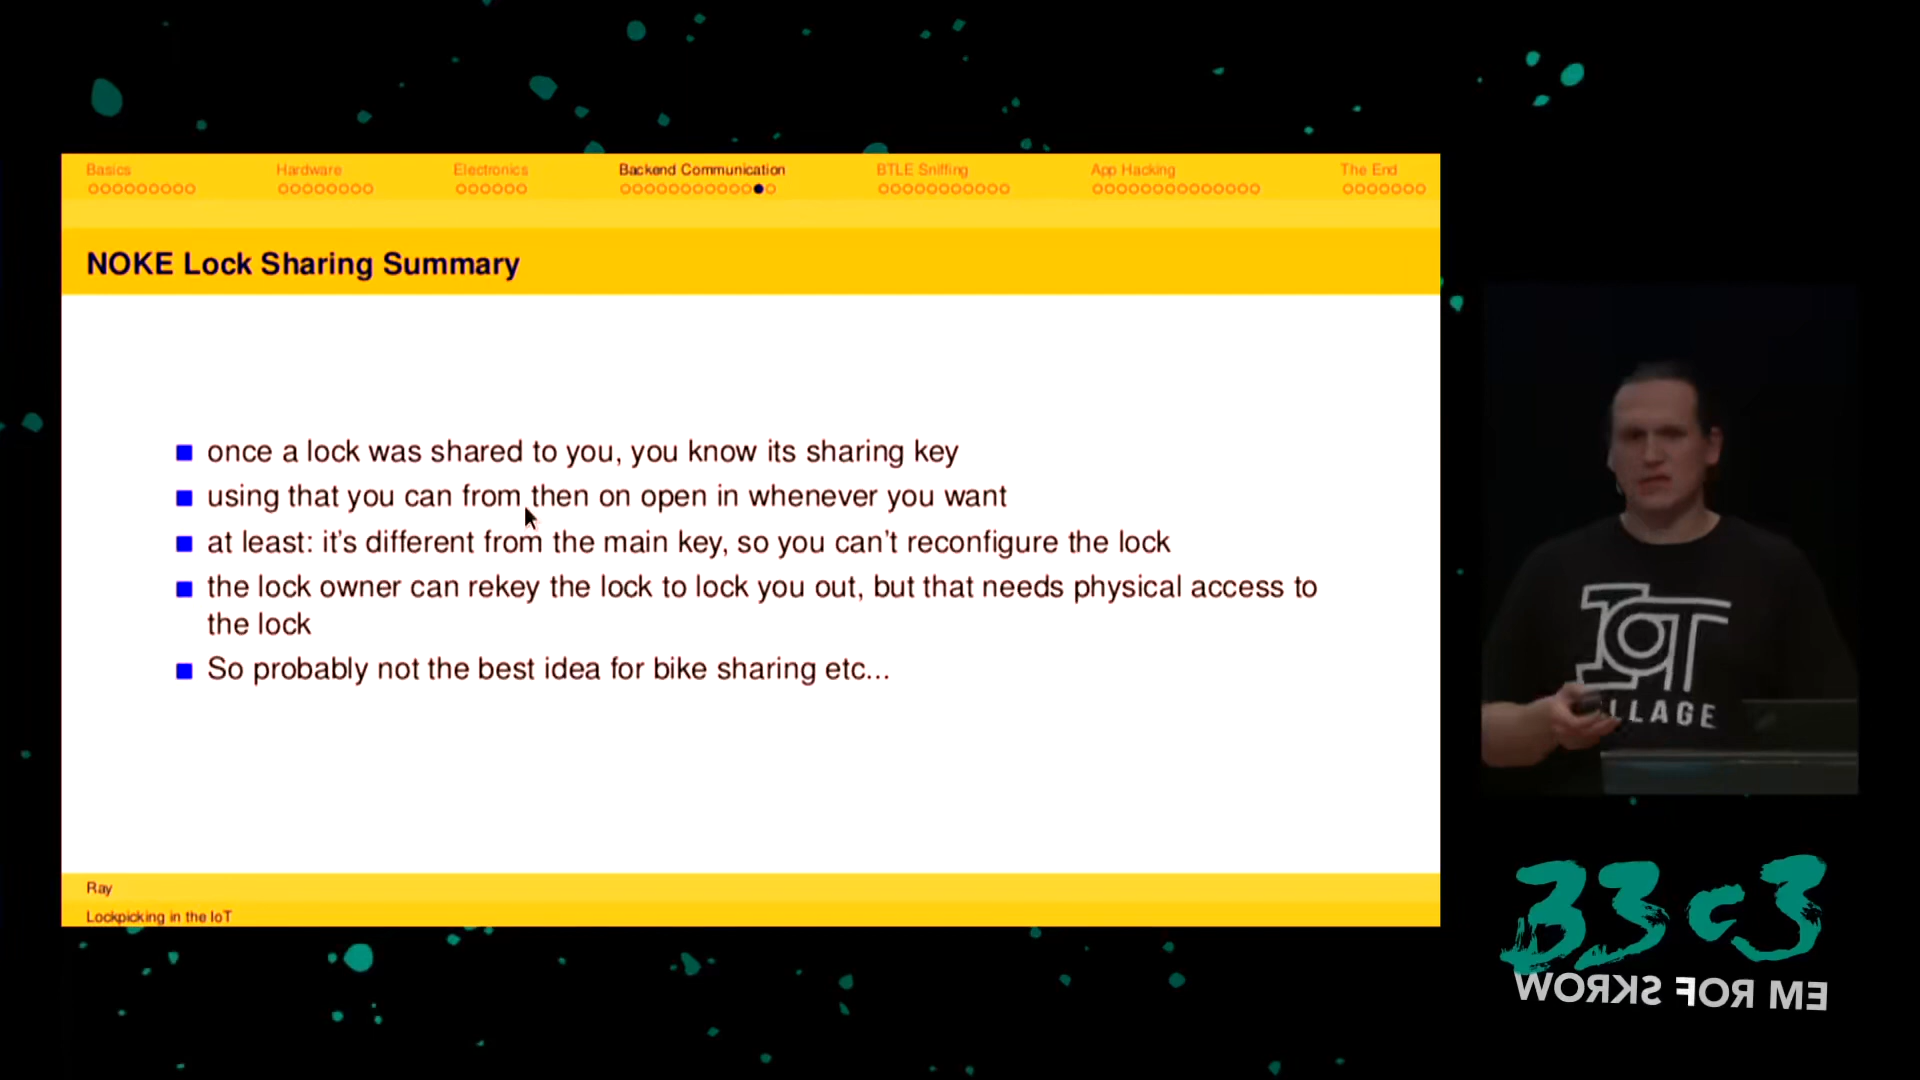 Basics Hardware Electronics Backend Communication BTLE Sniffing App Hacking The End
NOKE Lock Sharing Summary
once a lock was shared to you, you know its sharing key
using that you can from then on open in whenever you want
at least: it's different from the main key, so you can't reconfigure the lock
the lock owner can rekey the lock to lock you out, but that needs physical access to
the lock
So probably not the best idea for bike sharing etc...
Ray
Lockpicking in the IoT
IOT
LLAGE
33c3
WORKS FOR ME